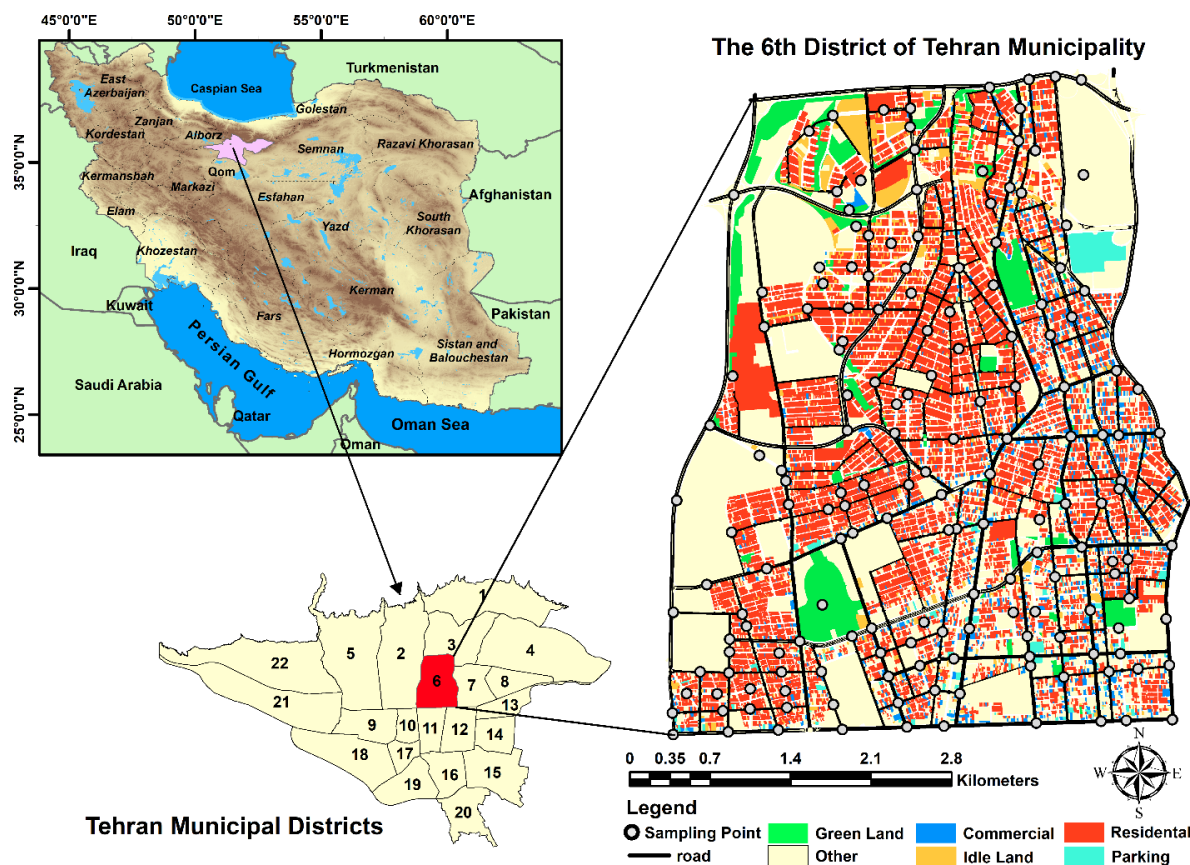 45°0'0"E 50°0'0"E 55°0'0"E 60°0'0"E
35°0'0"N
30°0'0"N
25°0'0"N
Turkmenistan
Caspian Sea
East
Azerbaijan
Golestan
Zanjan
Kordestan
Alborz
Semnan
Razavi Khorasan
Kermansbah
Qom
Markazi
Esfahan
Afghanistan
Elam
South
Khorasan
Yazd
Iraq
Khozestan
Kerman
Kuwait
Fars
Pakistan
Persian Gulf
Hormozgan
Sistan and
Balouchestan
Saudi Arabia
Qatar
Oman Sea
Oman
The 6th District of Tehran Municipality
1
2
3
4
5
6
7
8
9
10
11
12
13
14
15
16
17
18
19
20
21
22
Tehran Municipal Districts
0 0.35 0.7 1.4 2.1 2.8
Kilometers
N
W E
S
Legend
Sampling Point Green Land Commercial Residental
road Other Idle Land Parking